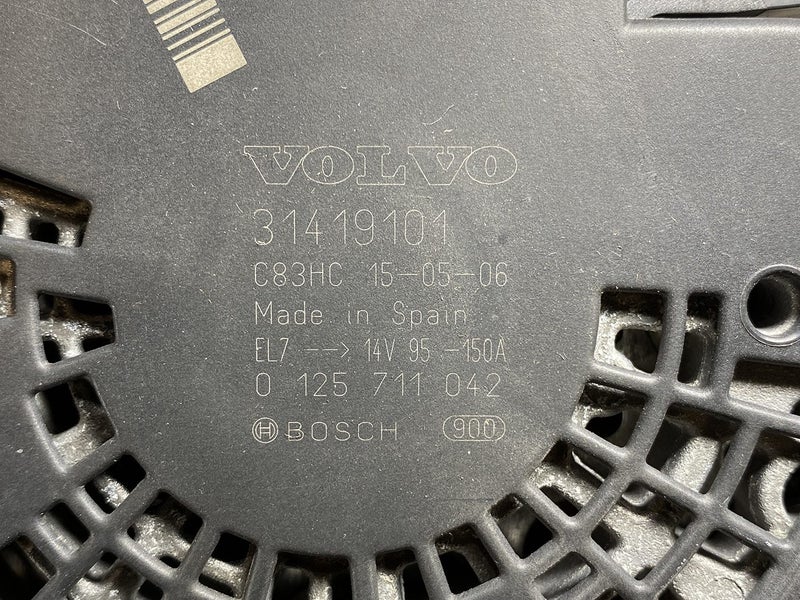 VOLVO
31419101
C83HC 15-05-06
Made in Spain
EL7 --> 14V 95 -150A
0 125 711 042
BOSCH 900